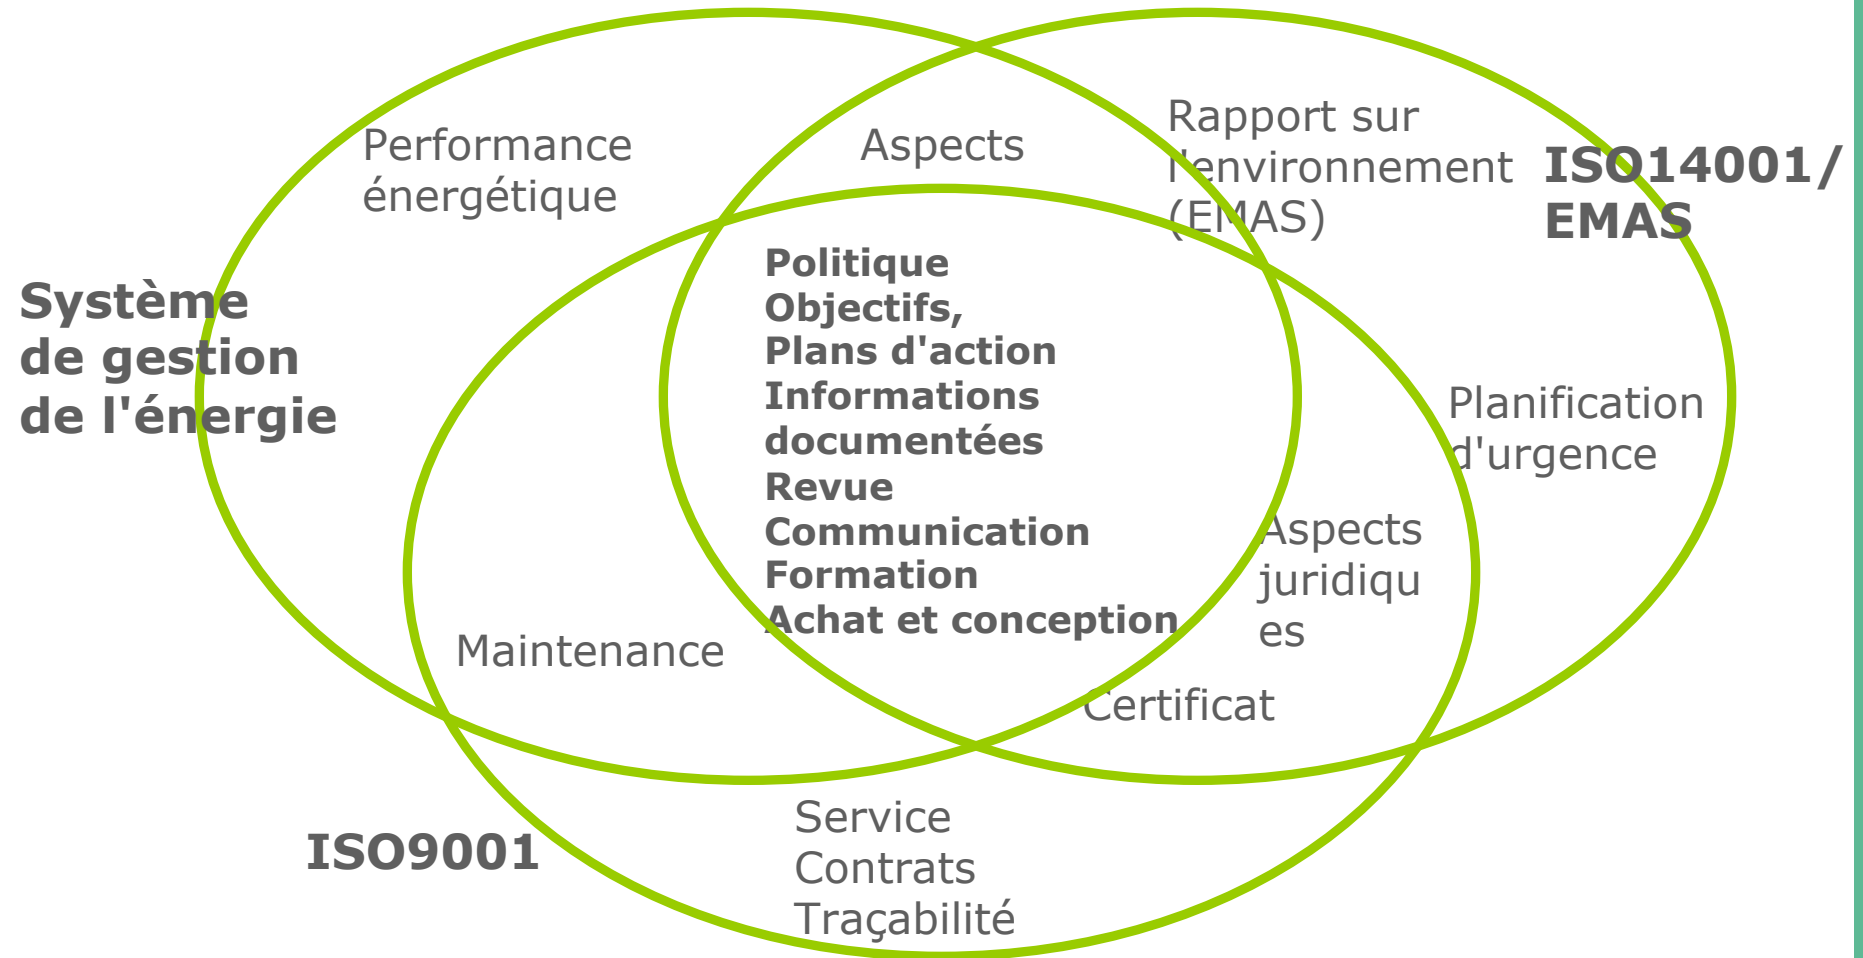 Performance
énergétique
Aspects
Rapport sur
l'environnement
(EMAS)
ISO14001/
EMAS
Système
de gestion
de l'énergie
Politique
Objectifs,
Plans d'action
Informations
documentées
Revue
Communication
Formation
Achat et conception
Planification
d'urgence
Aspects
juridiqu
es
Maintenance
Certificat
ISO9001
Service
Contrats
Traçabilité